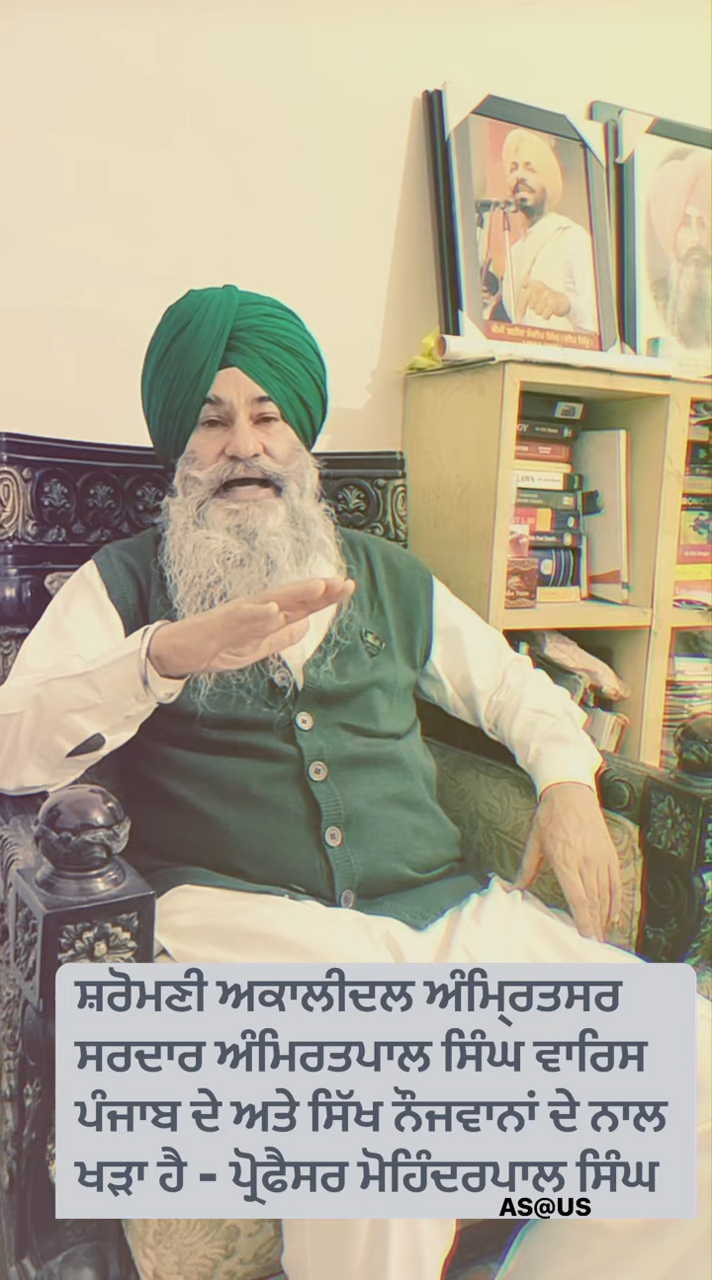 ਸ਼ਰੋਮਣੀ ਅਕਾਲੀਦਲ ਅੰਮ੍ਰਿਤਸਰ
ਸਰਦਾਰ ਅੰਮਿਰਤਪਾਲ ਸਿੰਘ ਵਾਰਿਸ
ਪੰਜਾਬ ਦੇ ਅਤੇ ਸਿੱਖ ਨੌਜਵਾਨਾਂ ਦੇ ਨਾਲ
ਖੜਾ ਹੈ - ਪ੍ਰੋਫੈਸਰ ਮੋਹਿੰਦਰਪਾਲ ਸਿੰਘ
AS@US